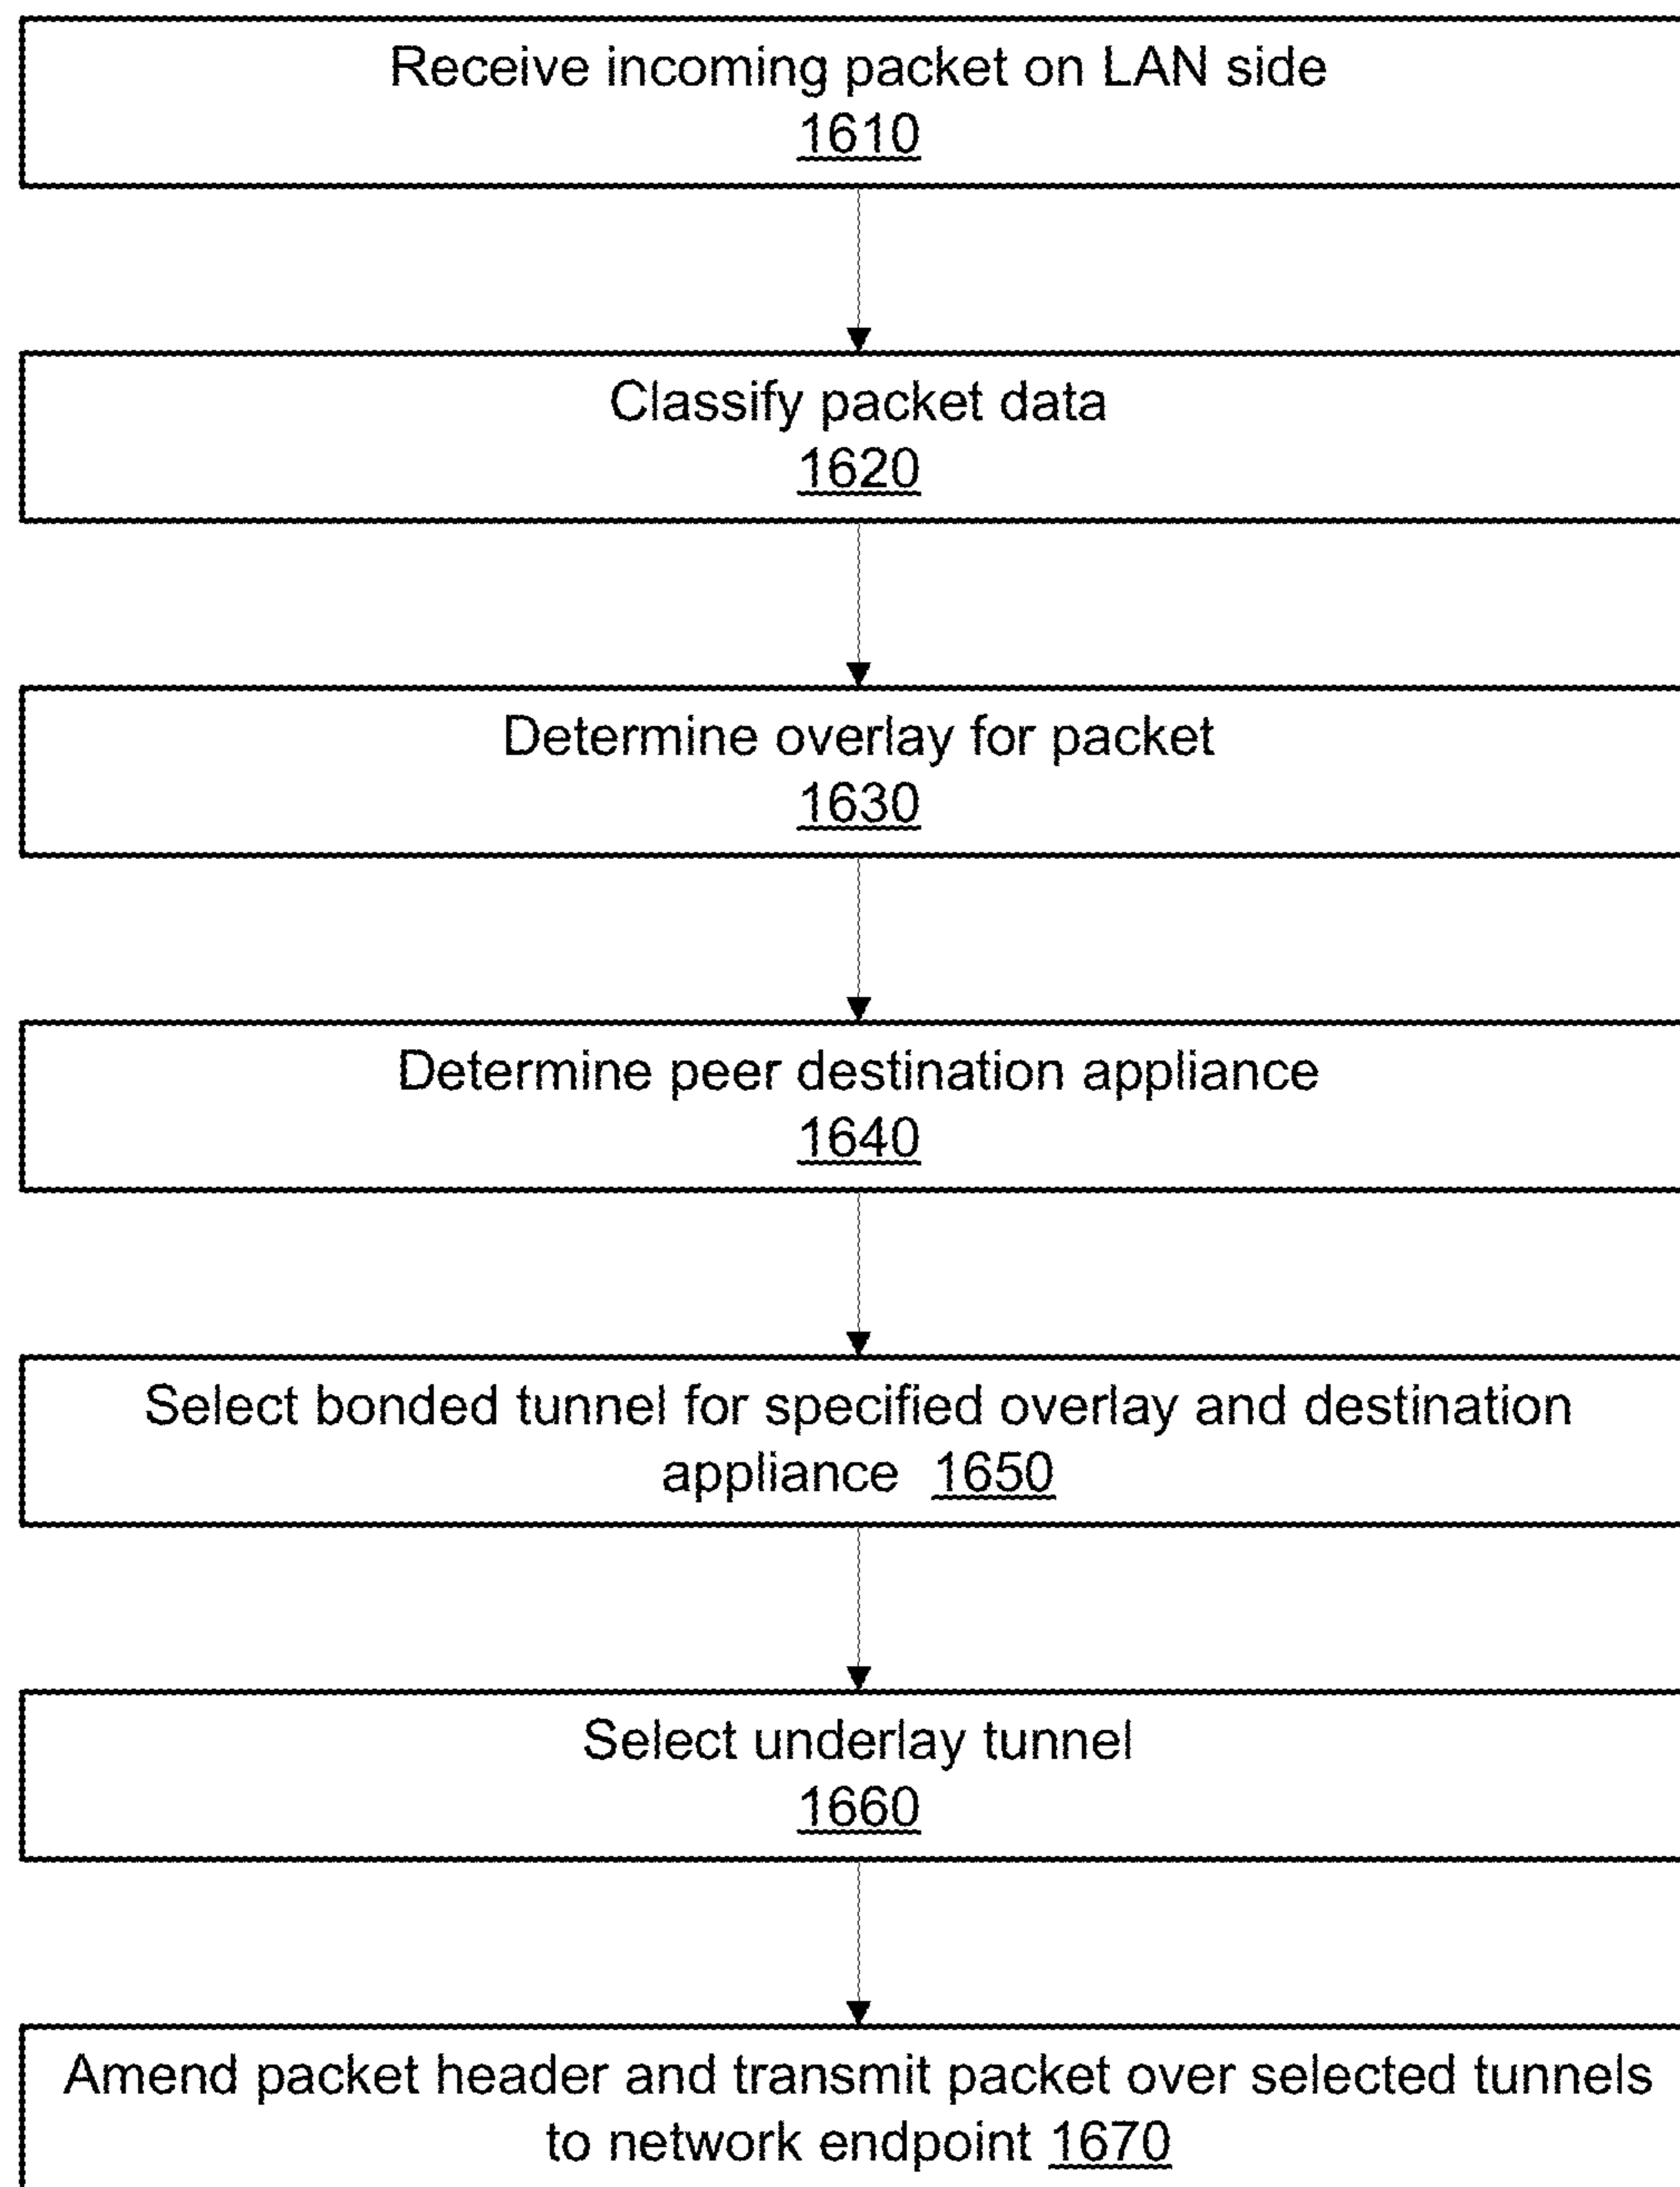 Receive incoming packet on LAN side
1610
Classify packet data
1620
Determine overlay for packet
1630
Determine peer destination appliance
1640
Select bonded tunnel for specified overlay and destination
appliance 1650
Select underlay tunnel
1660
Amend packet header and transmit packet over selected tunnels
to network endpoint 1670